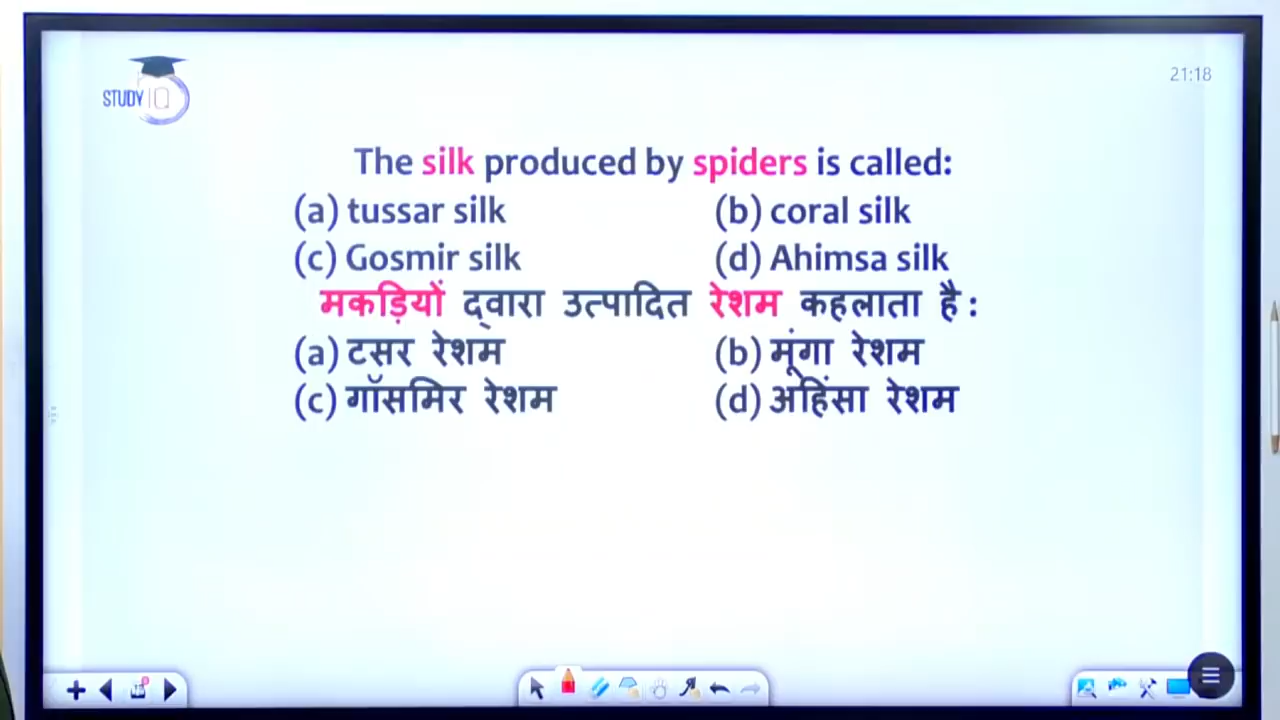 STUDY IQ
21:18
The silk produced by spiders is called:
(a) tussar silk (b) coral silk
(c) Gosmir silk (d) Ahimsa silk
मकड़ियों द्वारा उत्पादित रेशम कहलाता है :
(a) टसर रेशम (b) मूंगा रेशम
(c) गॉसमिर रेशम (d) अहिंसा रेशम